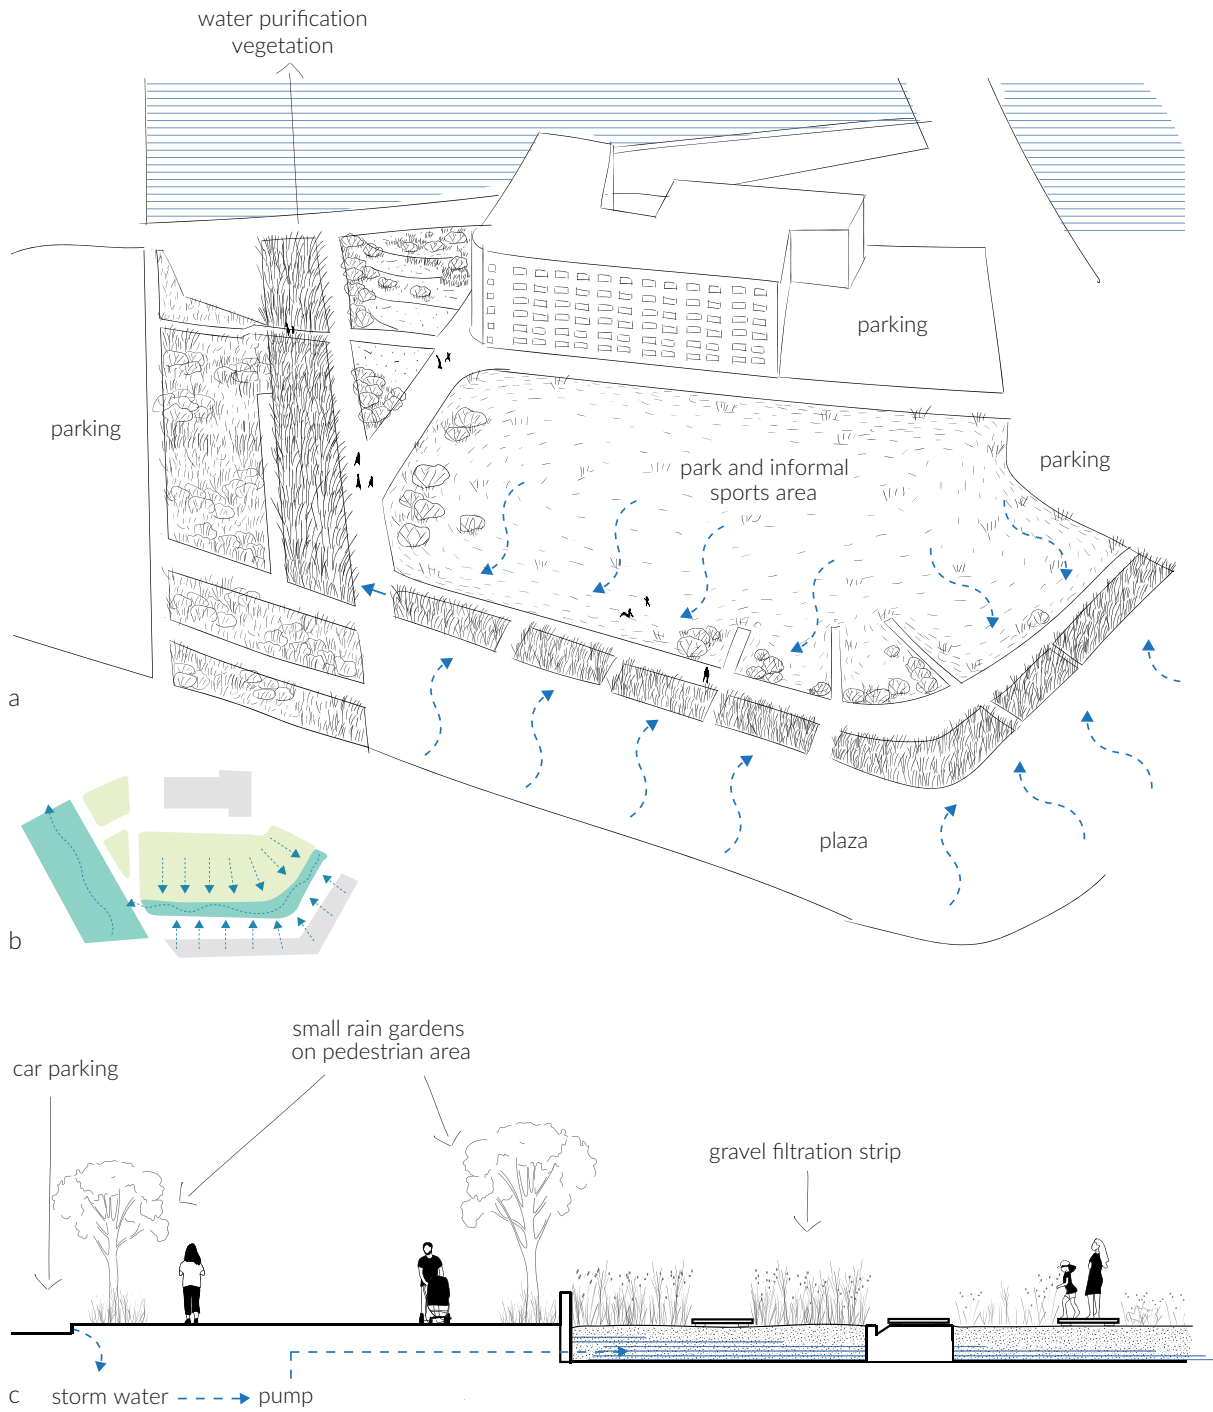 water purification
vegetation
parking
parking
park and informal
sports area
parking
a
plaza
b
small rain gardens
on pedestrian area
car parking
gravel filtration strip
c
storm water
pump